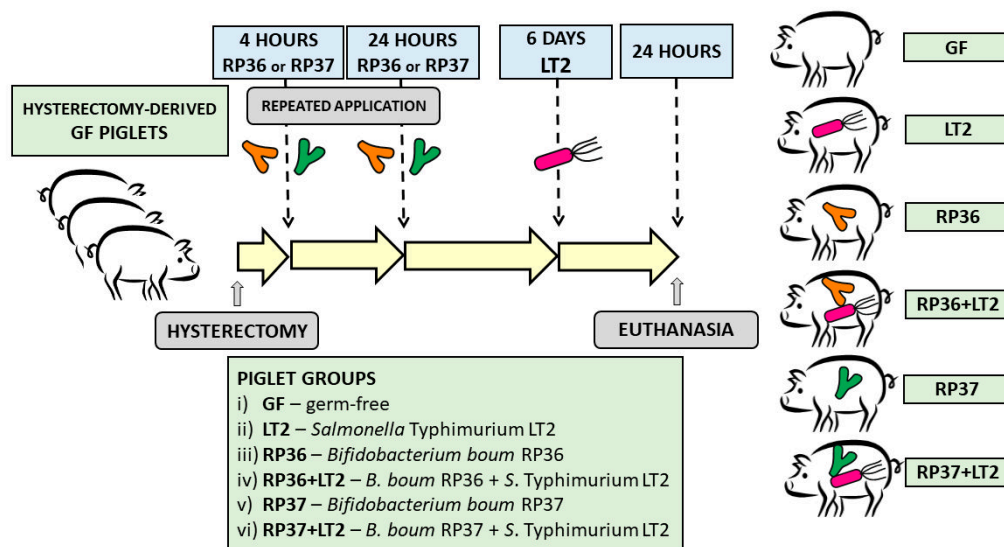 4 HOURS
RP36 or RP37
24 HOURS
RP36 or RP37
6 DAYS
LT2
24 HOURS
REPEATED APPLICATION
HYSTERECTOMY-DERIVED
GF PIGLETS
HYSTERECTOMY
EUTHANASIA
PIGLET GROUPS
i) GF – germ-free
ii) LT2 – Salmonella Typhimurium LT2
iii) RP36 – Bifidobacterium boum RP36
iv) RP36+LT2 – B. boum RP36 + S. Typhimurium LT2
v) RP37 – Bifidobacterium boum RP37
vi) RP37+LT2 – B. boum RP37 + S. Typhimurium LT2
GF
LT2
RP36
RP36+LT2
RP37
RP37+LT2